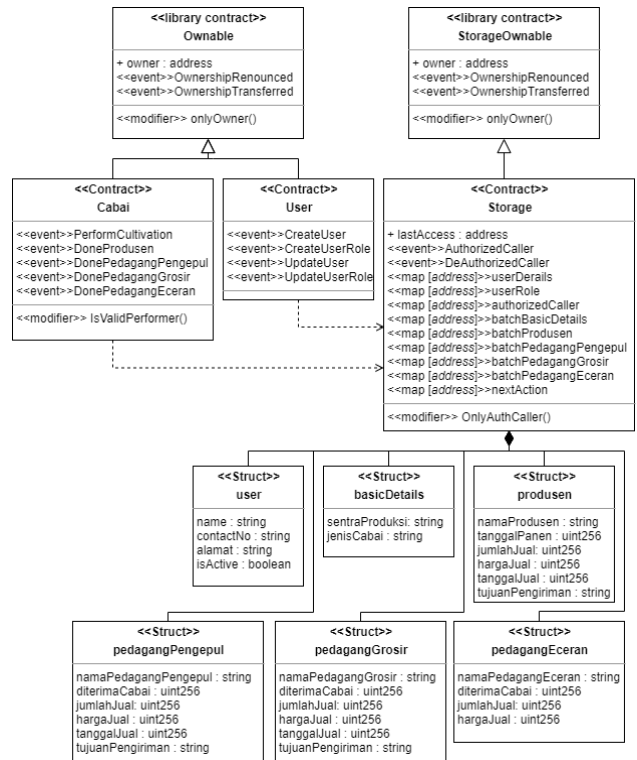 <<library contract>>
Ownable
+ owner : address
<<event>>OwnershipRenounced
<<event>>OwnershipTransferred
<<modifier>> onlyOwner()
<<library contract>>
StorageOwnable
+ owner : address
<<event>>OwnershipRenounced
<<event>>OwnershipTransferred
<<modifier>> onlyOwner()
<<Contract>>
Cabai
<<event>>PerformCultivation
<<event>>DoneProdusen
<<event>>DonePedagangPengepul
<<event>>DonePedagangGrosir
<<event>>DonePedagangEceran
<<modifier>> IsValidPerformer()
<<Contract>>
User
<<event>>CreateUser
<<event>>CreateUserRole
<<event>>UpdateUser
<<event>>UpdateUserRole
<<Contract>>
Storage
+ lastAccess : address
<<event>>AuthorizedCaller
<<event>>DeAuthorizedCaller
<<map [address]>>userDerails
<<map [address]>>userRole
<<map [address]>>authorizedCaller
<<map [address]>>batchBasicDetails
<<map [address]>>batchProdusen
<<map [address]>>batchPedagangPengepul
<<map [address]>>batchPedagangGrosir
<<map [address]>>batchPedagangEceran
<<map [address]>>nextAction
<<modifier>> OnlyAuthCaller()
<<Struct>>
user
name : string
contactNo : string
alamat : string
isActive : boolean
<<Struct>>
basicDetails
sentraProduksi: string
jenisCabai : string
<<Struct>>
produsen
namaProdusen : string
tanggalPanen : uint256
jumlahJual: uint256
hargaJual : uint256
tanggalJual : uint256
tujuanPengiriman : string
<<Struct>>
pedagangPengepul
namaPedagangPengepul : string
diterimaCabai : uint256
jumlahJual: uint256
hargaJual : uint256
tanggalJual : uint256
tujuanPengiriman : string
<<Struct>>
pedagangGrosir
namaPedagangGrosir : string
diterimaCabai : uint256
jumlahJual: uint256
hargaJual : uint256
tanggalJual : uint256
tujuanPengiriman : string
<<Struct>>
pedagangEceran
namaPedagangEceran : string
diterimaCabai : uint256
jumlahJual: uint256
hargaJual : uint256